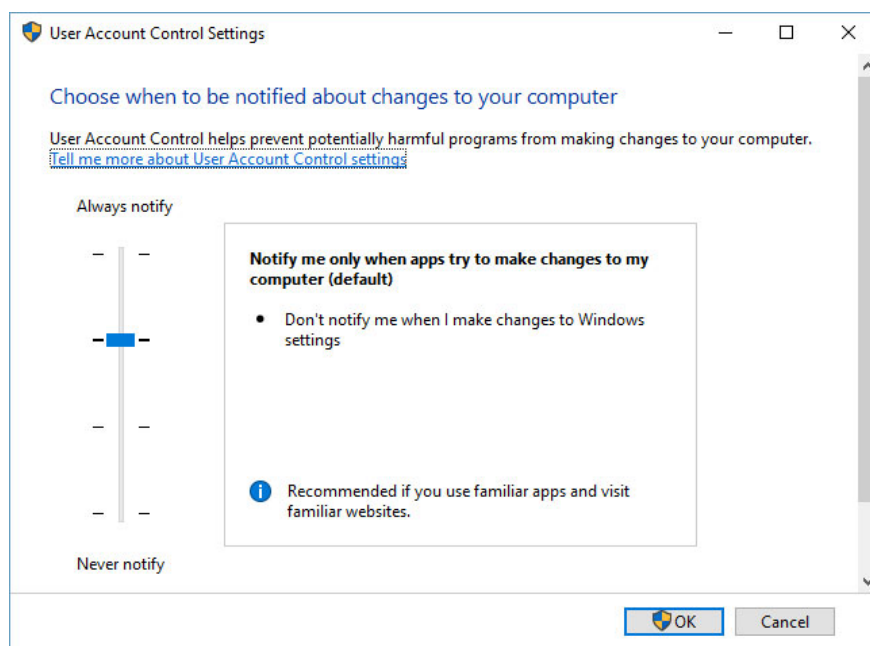 User Account Control Settings
Choose when to be notified about changes to your computer
User Account Control helps prevent potentially harmful programs from making changes to your computer.
Tell me more about User Account Control settings
Always notify
Notify me only when apps try to make changes to my
computer (default)
• Don't notify me when I make changes to Windows
settings
Recommended if you use familiar apps and visit
familiar websites.
Never notify
OK
Cancel